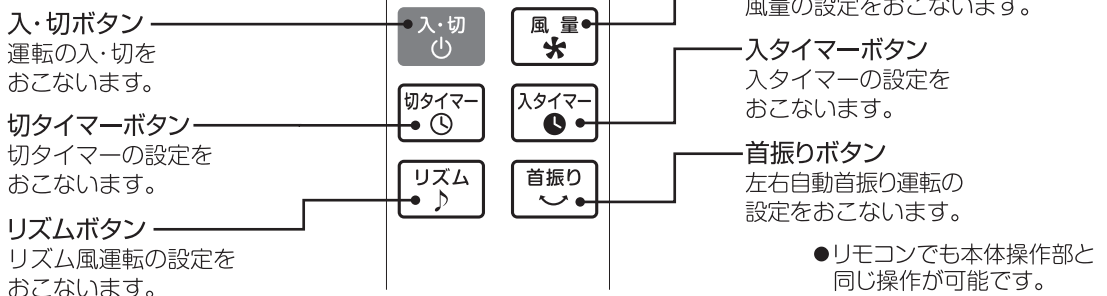 入・切ボタン
運転の入・切を
おこないます。
切タイマーボタン
切タイマーの設定を
おこないます。
リズムボタン
リズム風運転の設定を
おこないます。
入・切
風量
切タイマー
入タイマー
リズム
首振り
風量の設定をおこないます。
入タイマーボタン
入タイマーの設定を
おこないます。
首振りボタン
左右自動首振り運転の
設定をおこないます。
●リモコンでも本体操作部と
同じ操作が可能です。